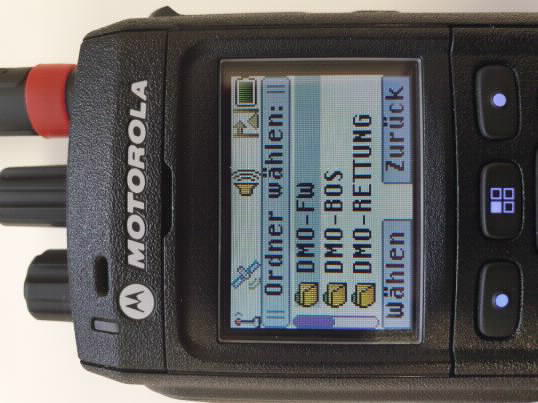 MOTOROLA
Ordner wählen:
DMO-FW
DMO-BOS
DMO-RETTUNG
wählen Zurück